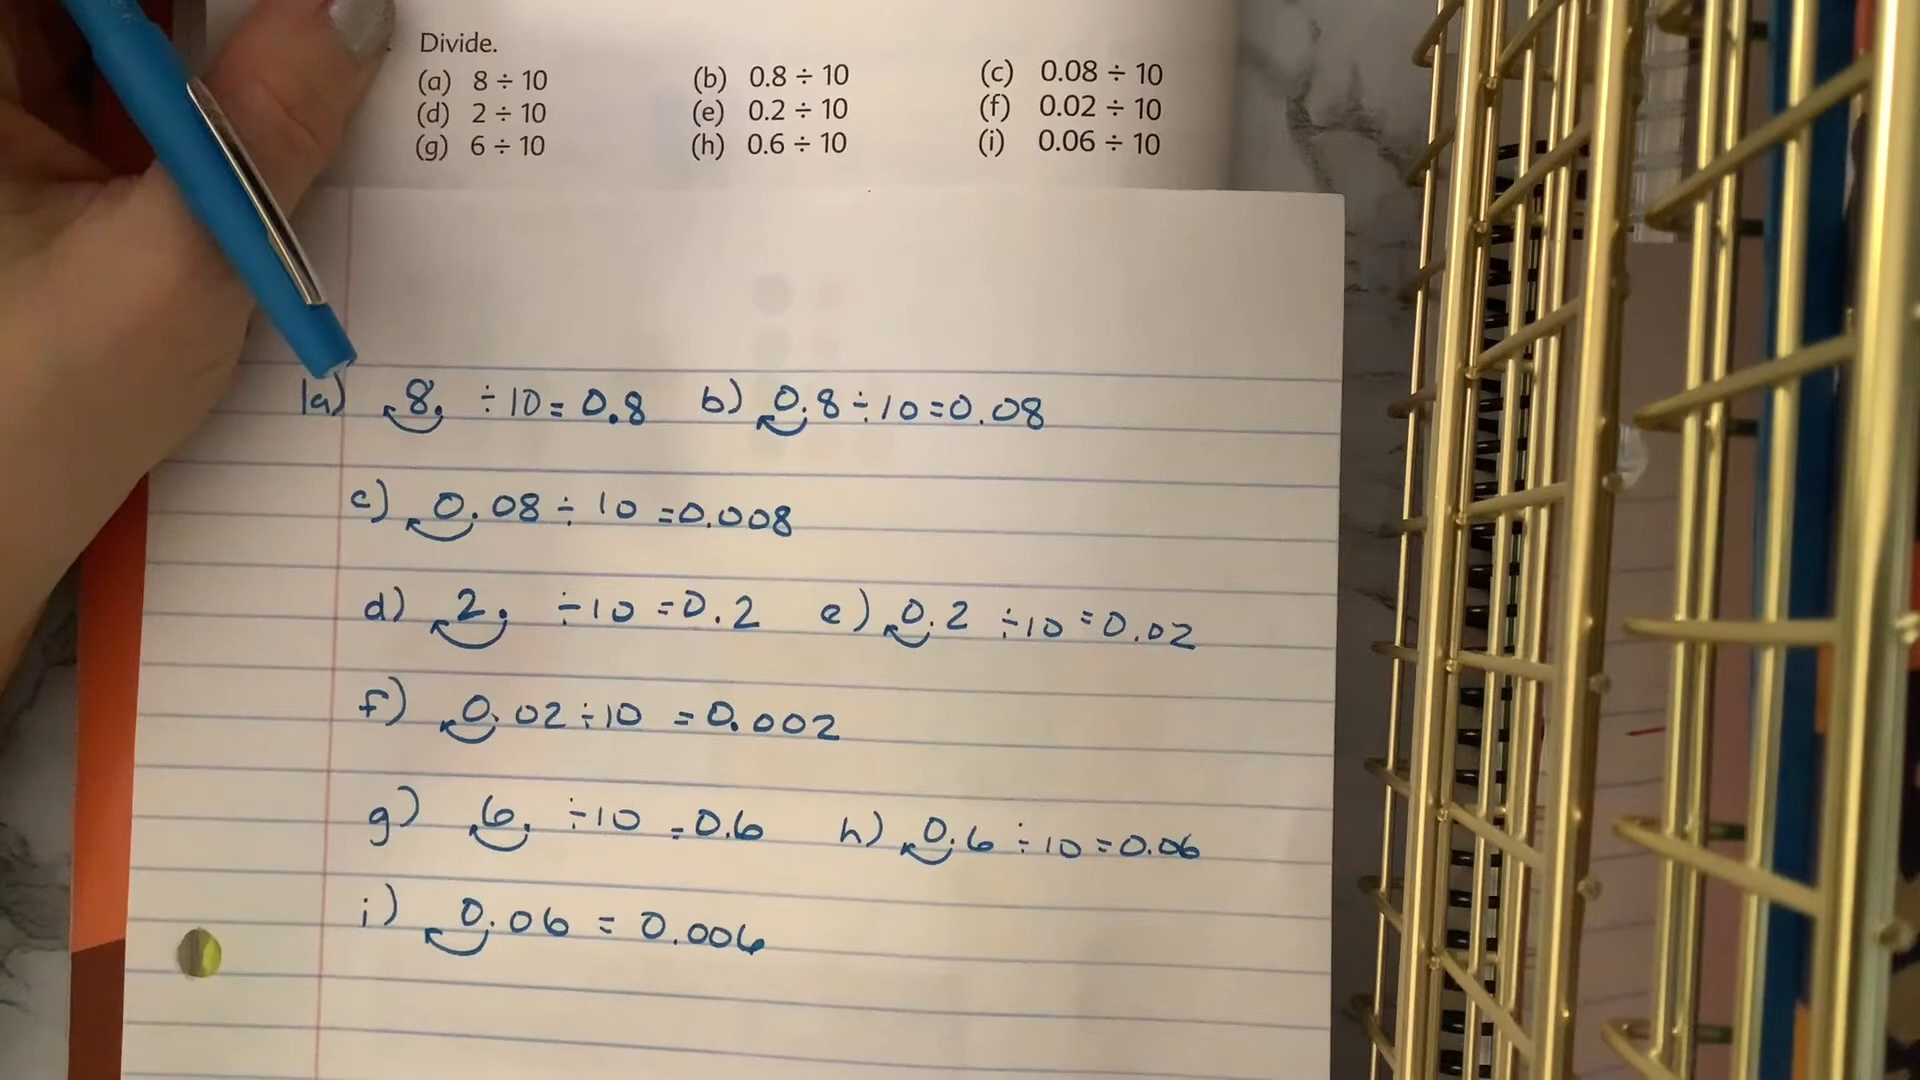 Divide.
(a) 8 ÷ 10 (b) 0.8 ÷ 10 (c) 0.08 ÷ 10
(d) 2 ÷ 10 (e) 0.2 ÷ 10 (f) 0.02 ÷ 10
(g) 6 ÷ 10 (h) 0.6 ÷ 10 (i) 0.06 ÷ 10
1a) 8. ÷10= 0.8 b) 0.8÷10=0.08
c) 0.08÷ 10 =0.008
d) 2. ÷10 =0.2 e) 0.2 ÷10=0.02
f) 0.02÷10 =0.002
g) 6. ÷10 =0.6 h) 0.6÷10=0.06
i) 0.06 = 0.006